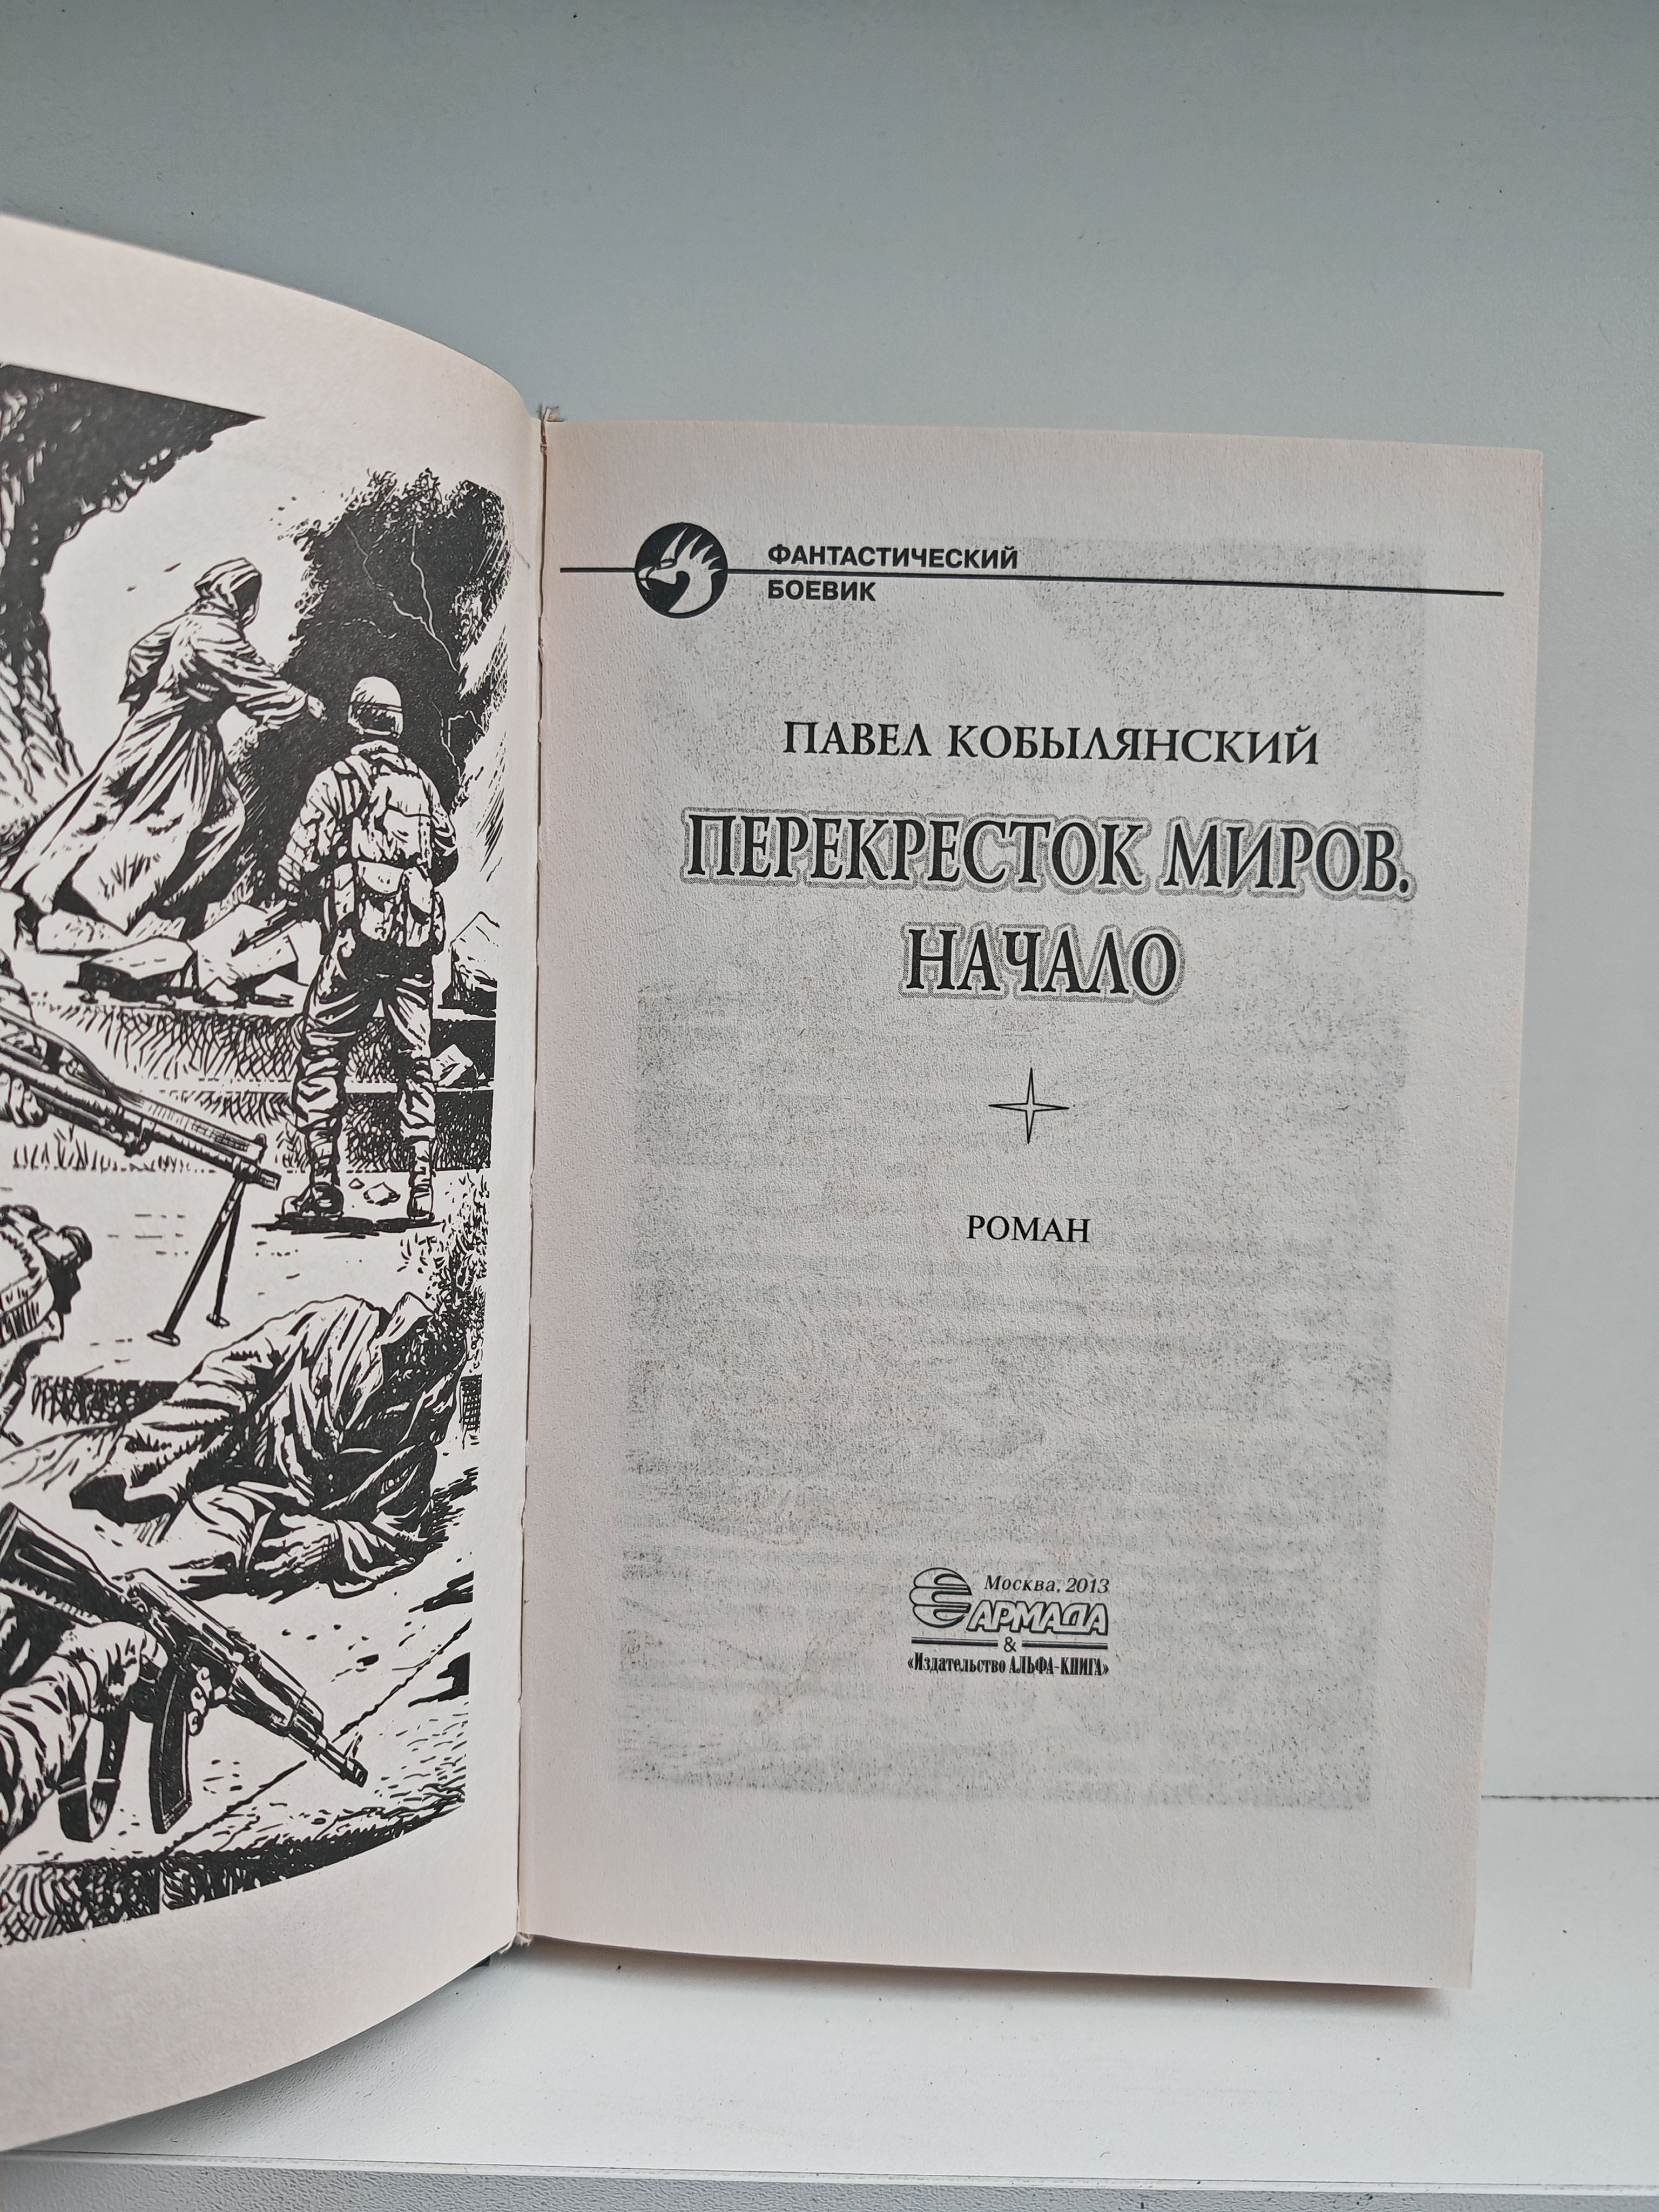 ФАНТАСТИЧЕСКИЙ
БОЕВИК
ПАВЕЛ КОБЫЛЯНСКИЙ
ПЕРЕКРЕСТОК МИРОВ.
НАЧАЛО
РОМАН
Москва, 2013
АРМАДА
&
«Издательство АЛЬФА-КНИГА»